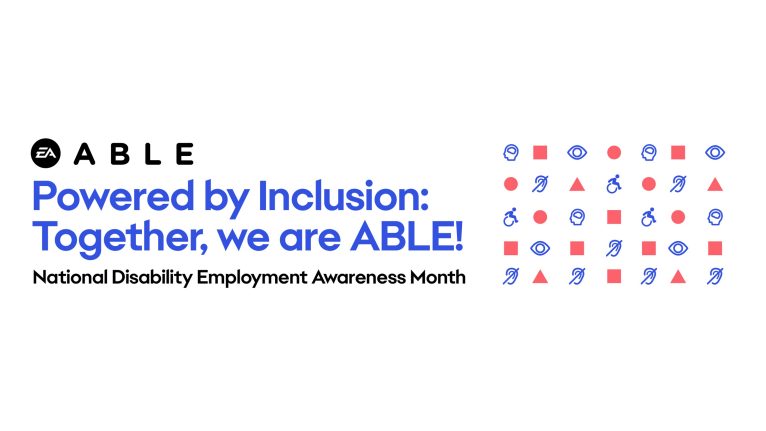 EA ABLE
Powered by Inclusion:
Together, we are ABLE!
National Disability Employment Awareness Month